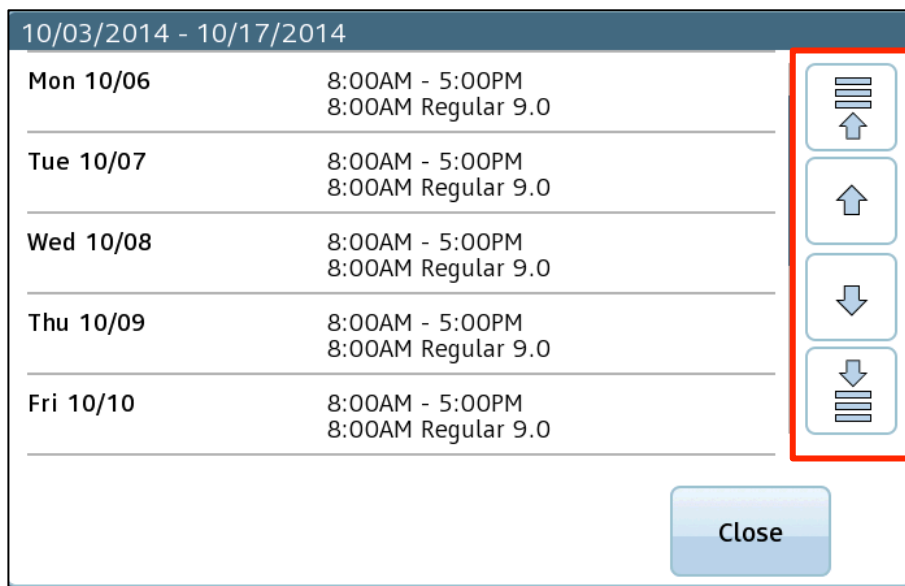 10/03/2014 - 10/17/2014
Mon 10/06 8:00AM - 5:00PM
8:00AM Regular 9.0
Tue 10/07 8:00AM - 5:00PM
8:00AM Regular 9.0
Wed 10/08 8:00AM - 5:00PM
8:00AM Regular 9.0
Thu 10/09 8:00AM - 5:00PM
8:00AM Regular 9.0
Fri 10/10 8:00AM - 5:00PM
8:00AM Regular 9.0
Close